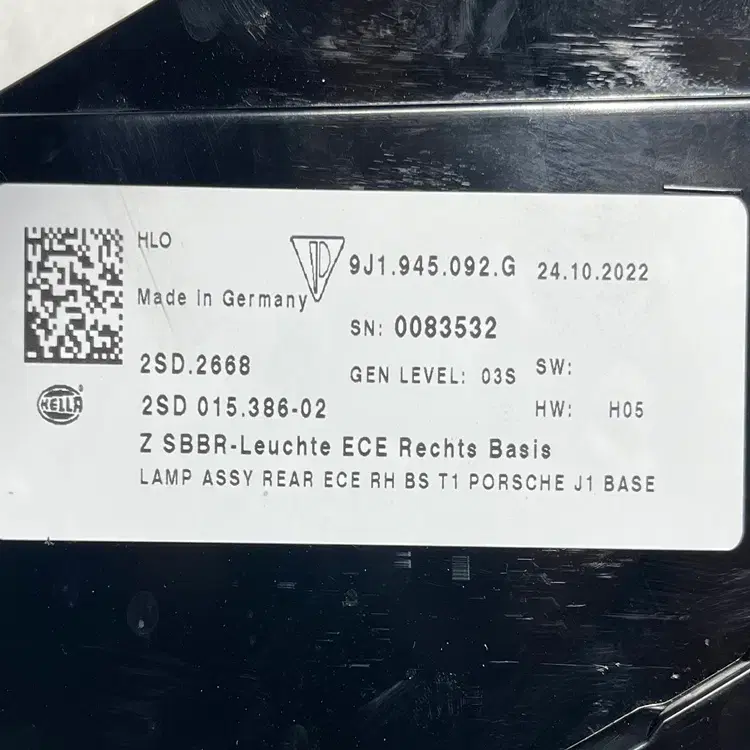 HLO
9J1.945.092.G 24.10.2022
Made in Germany
SN: 0083532
2SD.2668
GEN LEVEL: 03S SW:
HELLA
2SD 015.386-02
HW: H05
Z SBBR-Leuchte ECE Rechts Basis
LAMP ASSY REAR ECE RH BS T1 PORSCHE J1 BASE